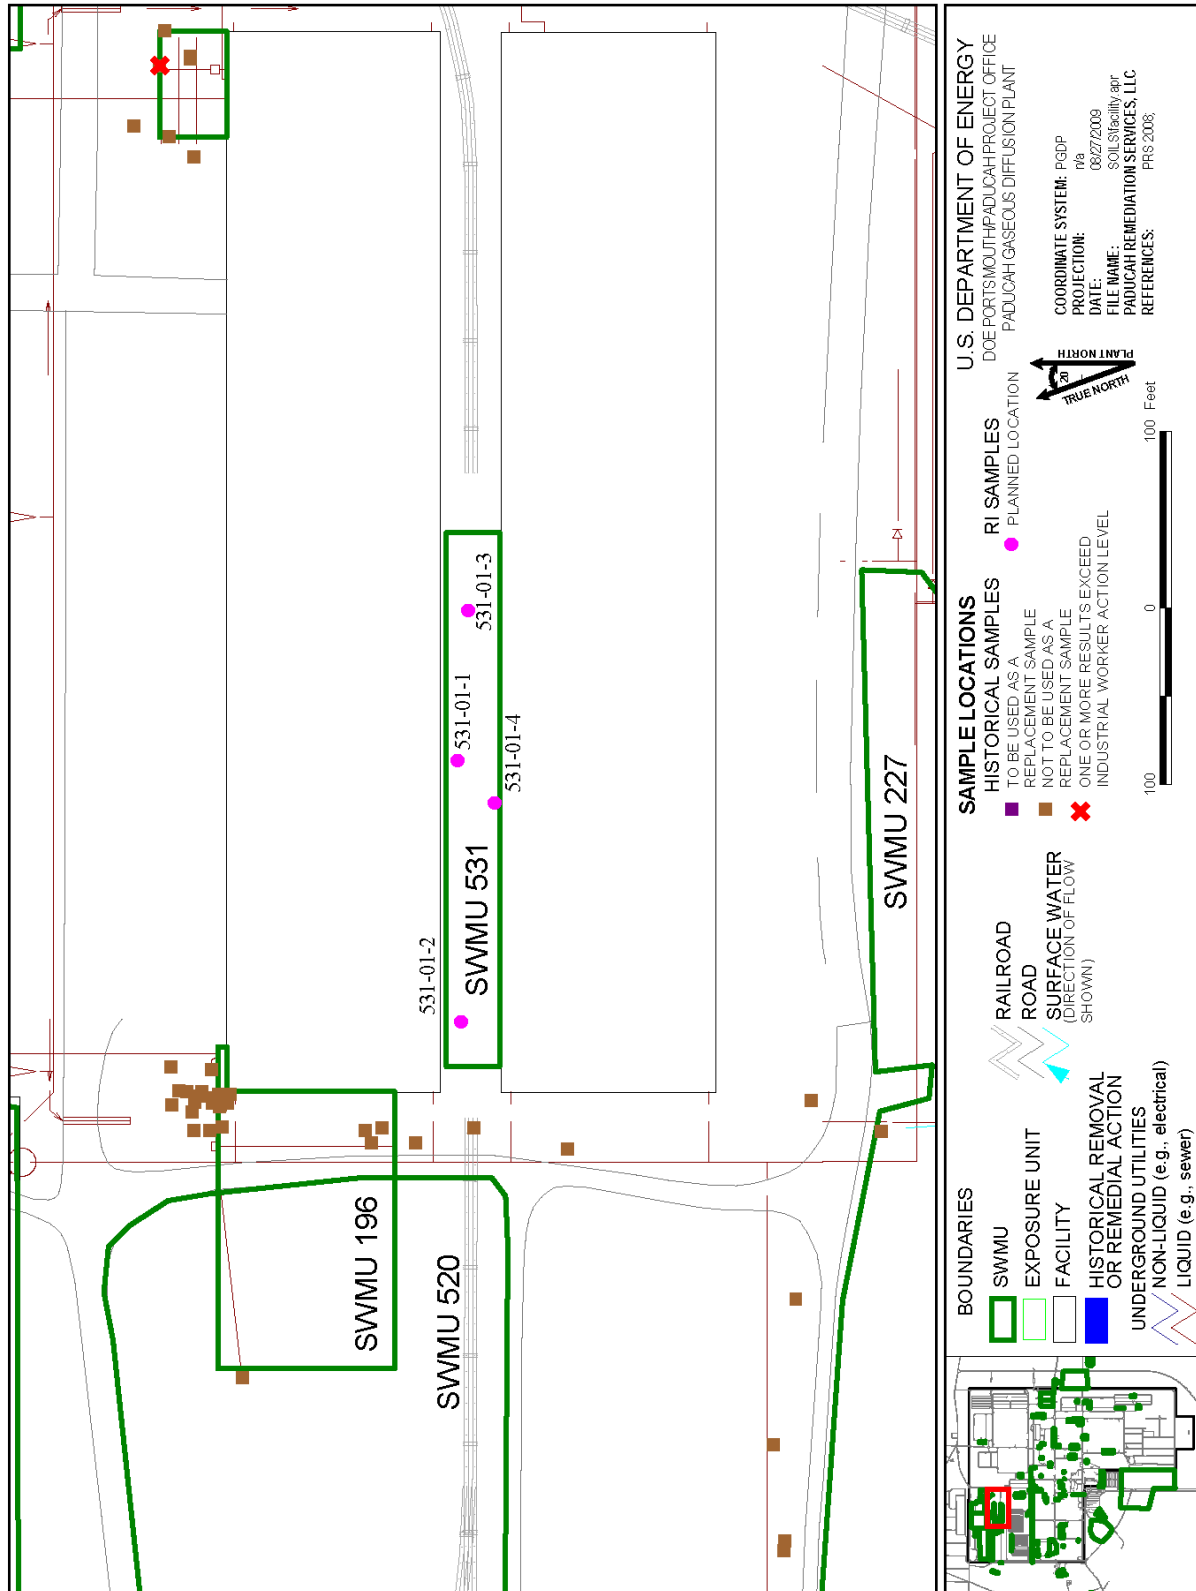 531-01-3
531-01-1
531-01-4
531-01-2
SWMU 531
SWMU 196
SWMU 520
SWMU 227
BOUNDARIES
SWMU
EXPOSURE UNIT
FACILITY
HISTORICAL REMOVAL
OR REMEDIAL ACTION
UNDERGROUND UTILITIES
NON-LIQUID (e.g., electrical)
LIQUID (e.g., sewer)
RAILROAD
ROAD
SURFACE WATER
(DIRECTION OF FLOW
SHOWN)
SAMPLE LOCATIONS
HISTORICAL SAMPLES
TO BE USED AS A
REPLACEMENT SAMPLE
NOT TO BE USED AS A
REPLACEMENT SAMPLE
ONE OR MORE RESULTS EXCEED
INDUSTRIAL WORKER ACTION LEVEL
RI SAMPLES
PLANNED LOCATION
100 0 100 Feet
TRUE NORTH
20
PLANT NORTH
U.S. DEPARTMENT OF ENERGY
DOE PORTSMOUTH/PADUCAH PROJECT OFFICE
PADUCAH GASEOUS DIFFUSION PLANT
COORDINATE SYSTEM: PGDP
PROJECTION: n/a
DATE: 08/27/2009
FILE NAME: SOILS\facility.apr
PADUCAH REMEDIATION SERVICES, LLC
REFERENCES: PRS 2008;